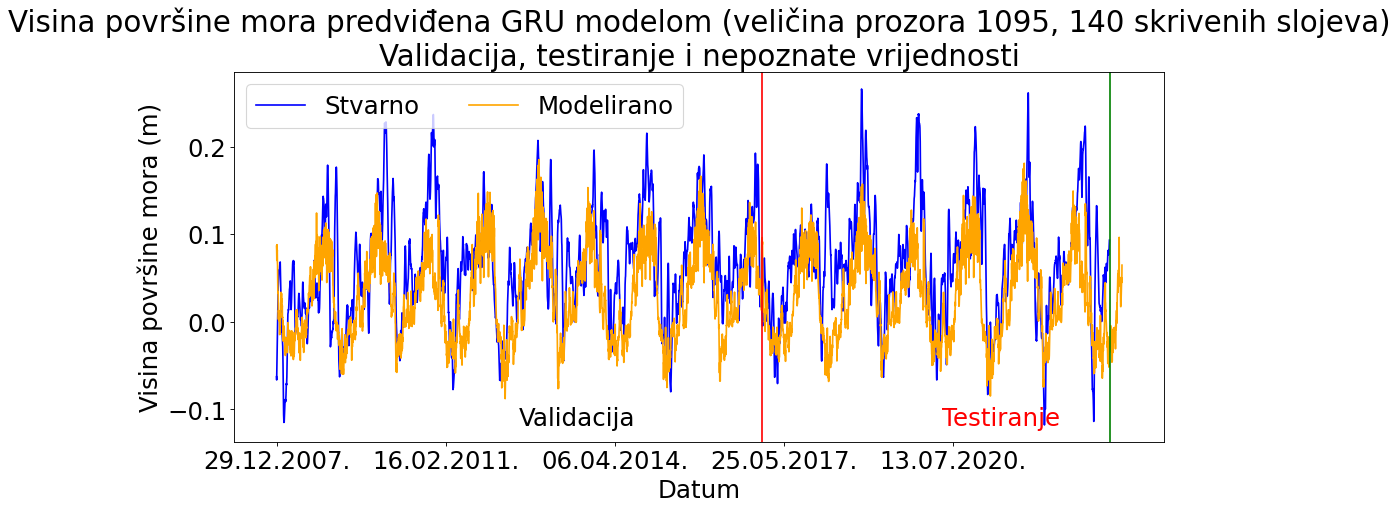 Visina površine mora predviđena GRU modelom (veličina prozora 1095, 140 skrivenih slojeva)
Validacija, testiranje i nepoznate vrijednosti
Stvarno
Modelirano
Visina površine mora (m)
0.2
0.1
0.0
−0.1
Validacija
Testiranje
29.12.2007.
16.02.2011.
06.04.2014.
25.05.2017.
13.07.2020.
Datum